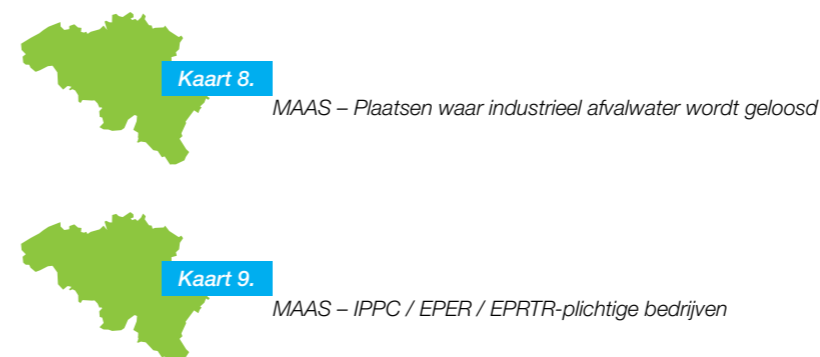 Kaart 8.
MAAS – Plaatsen waar industrieel afvalwater wordt geloosd
Kaart 9.
MAAS – IPPC / EPER / EPRTR-plichtige bedrijven